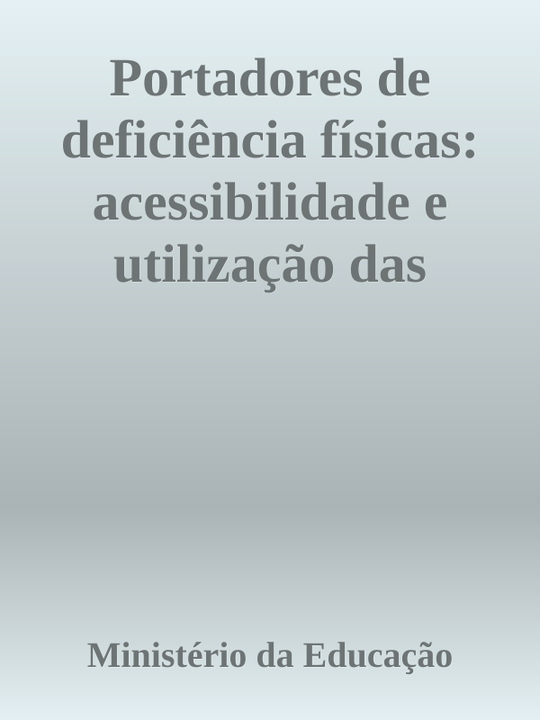 Portadores de
deficiência físicas:
acessibilidade e
utilização das
Ministério da Educação